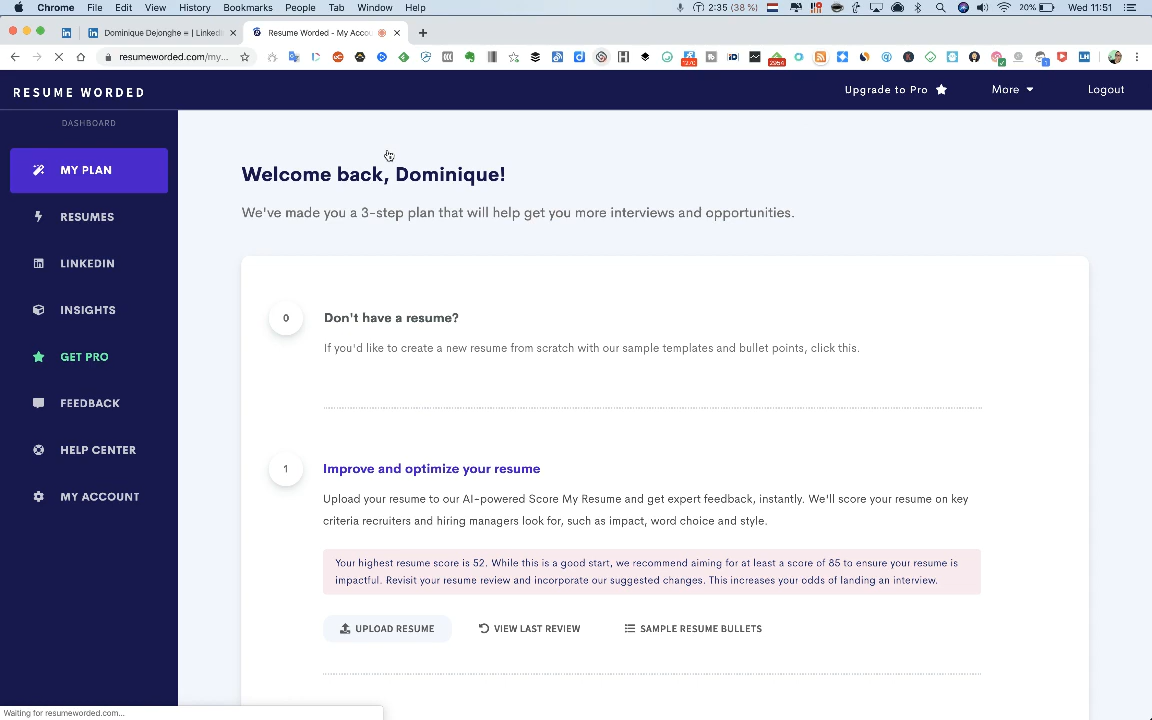 Chrome File Edit View History Bookmarks People Tab Window Help 2:35 (38 %) 20% Wed 11:51
Dominique Dejonghe ≡ | LinkedI
Resume Worded - My Accou
resumeworded.com/my...
1270
2954
LH
RESUME WORDED
Upgrade to Pro
More
Logout
DASHBOARD
MY PLAN
RESUMES
LINKEDIN
INSIGHTS
GET PRO
FEEDBACK
HELP CENTER
MY ACCOUNT
Welcome back, Dominique!
We've made you a 3-step plan that will help get you more interviews and opportunities.
0
Don't have a resume?
If you'd like to create a new resume from scratch with our sample templates and bullet points, click this.
1
Improve and optimize your resume
Upload your resume to our AI-powered Score My Resume and get expert feedback, instantly. We'll score your resume on key
criteria recruiters and hiring managers look for, such as impact, word choice and style.
Your highest resume score is 52. While this is a good start, we recommend aiming for at least a score of 85 to ensure your resume is
impactful. Revisit your resume review and incorporate our suggested changes. This increases your odds of landing an interview.
UPLOAD RESUME
VIEW LAST REVIEW
SAMPLE RESUME BULLETS
Waiting for resumeworded.com...